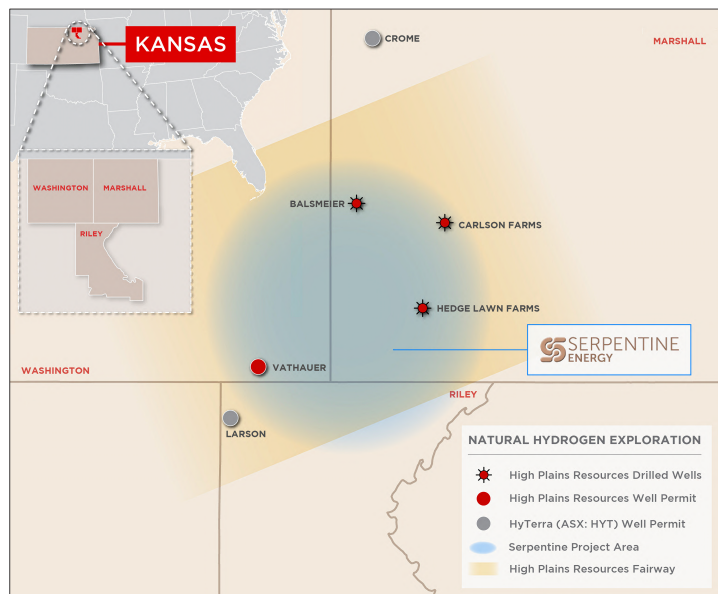 KANSAS
CROME
MARSHALL
WASHINGTON
MARSHALL
RILEY
BALSMEIER
CARLSON FARMS
HEDGE LAWN FARMS
SERPENTINE
ENERGY
WASHINGTON
VATHAUER
RILEY
LARSON
NATURAL HYDROGEN EXPLORATION
High Plains Resources Drilled Wells
High Plains Resources Well Permit
HyTerra (ASX: HYT) Well Permit
Serpentine Project Area
High Plains Resources Fairway